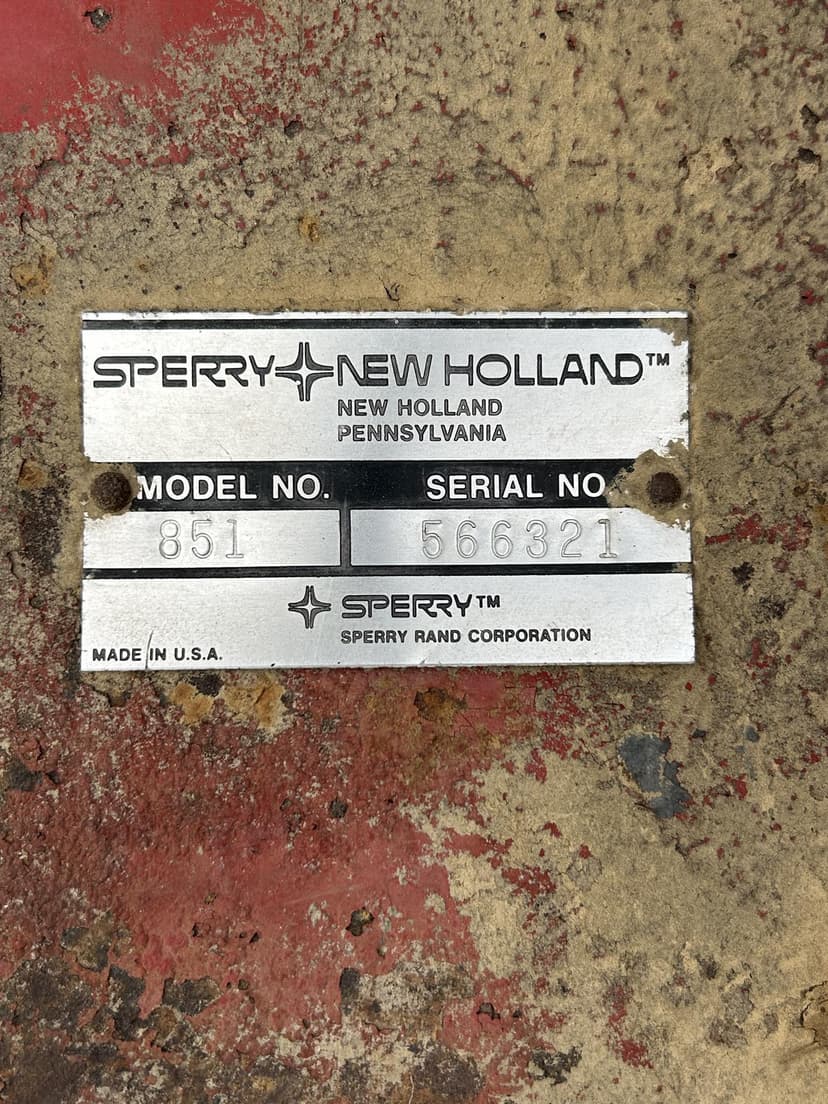 SPERRY NEW HOLLAND™
NEW HOLLAND
PENNSYLVANIA
MODEL NO. SERIAL NO
851 566321
SPERRY™
SPERRY RAND CORPORATION
MADE IN U.S.A.